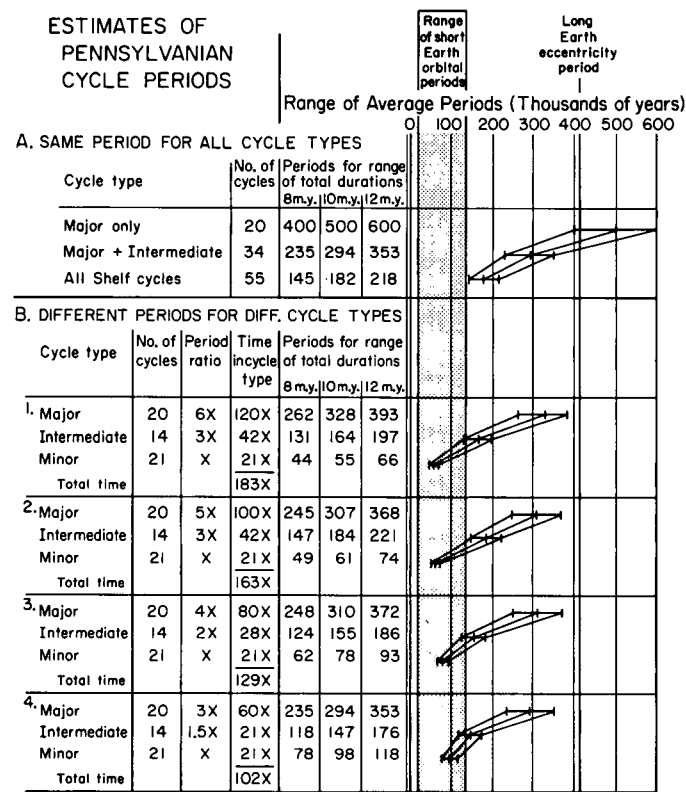 ESTIMATES OF
PENNSYLVANIAN
CYCLE PERIODS
Range
of short
Earth
orbital
periods
Long
Earth
eccentricity
period
Range of Average Periods (Thousands of years)
0 100 200 300 400 500 600
A. SAME PERIOD FOR ALL CYCLE TYPES
Cycle type
No. of
cycles
Periods for range
of total durations
8m.y. 10m.y. 12m.y.
Major only 20 400 500 600
Major + Intermediate 34 235 294 353
All Shelf cycles 55 145 182 218
B. DIFFERENT PERIODS FOR DIFF. CYCLE TYPES
Cycle type
No. of
cycles
Period
ratio
Time
incycle
type
Periods for range
of total durations
8 m.y. 10m.y. 12 m.y.
1. Major 20 6X 120X 262 328 393
Intermediate 14 3X 42X 131 164 197
Minor 21 X 21X 44 55 66
Total time 183X
2. Major 20 5X 100X 245 307 368
Intermediate 14 3X 42X 147 184 221
Minor 21 X 21X 49 61 74
Total time 163X
3. Major 20 4X 80X 248 310 372
Intermediate 14 2X 28X 124 155 186
Minor 21 X 21X 62 78 93
Total time 129X
4. Major 20 3X 60X 235 294 353
Intermediate 14 1.5X 21X 118 147 176
Minor 21 X 21X 78 98 118
Total time 102X